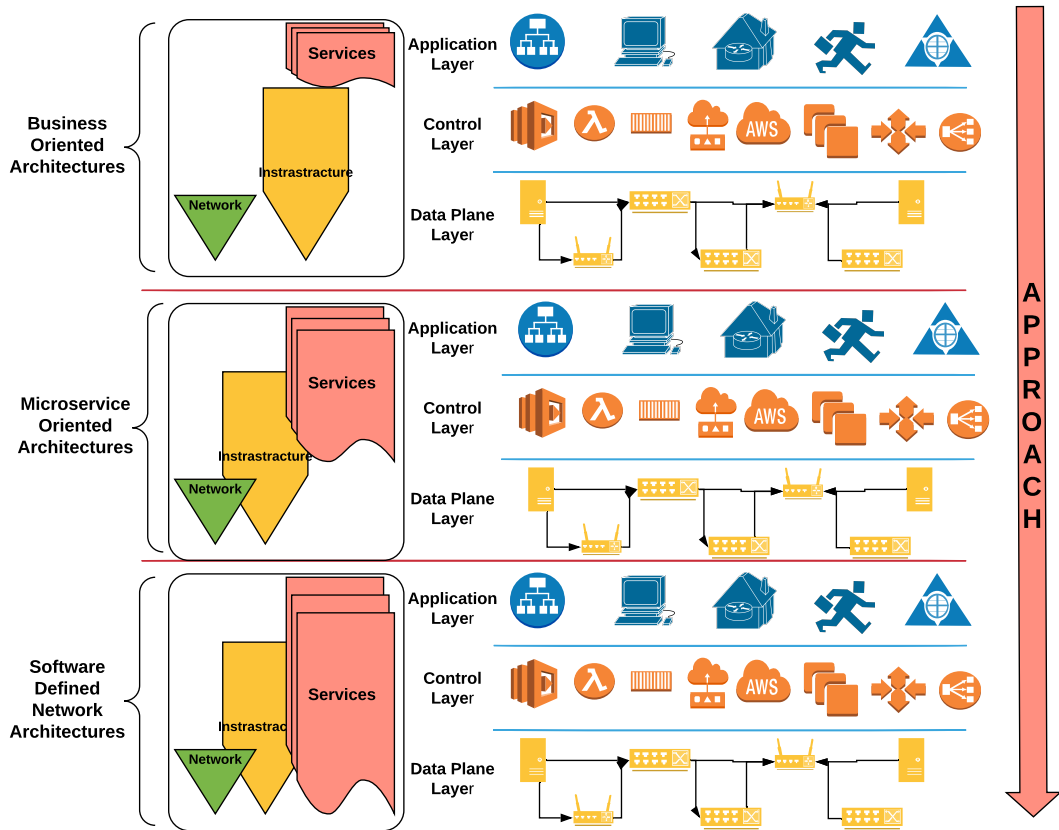 Business
Oriented
Architectures
Services
Instrastracture
Network
Application
Layer
Control
Layer
AWS
Data Plane
Layer
Microservice
Oriented
Architectures
Services
Instrastracture
Network
Application
Layer
Control
Layer
AWS
Data Plane
Layer
Software
Defined
Network
Architectures
Services
Instrastrac
Network
Application
Layer
Control
Layer
AWS
Data Plane
Layer
APPROACH